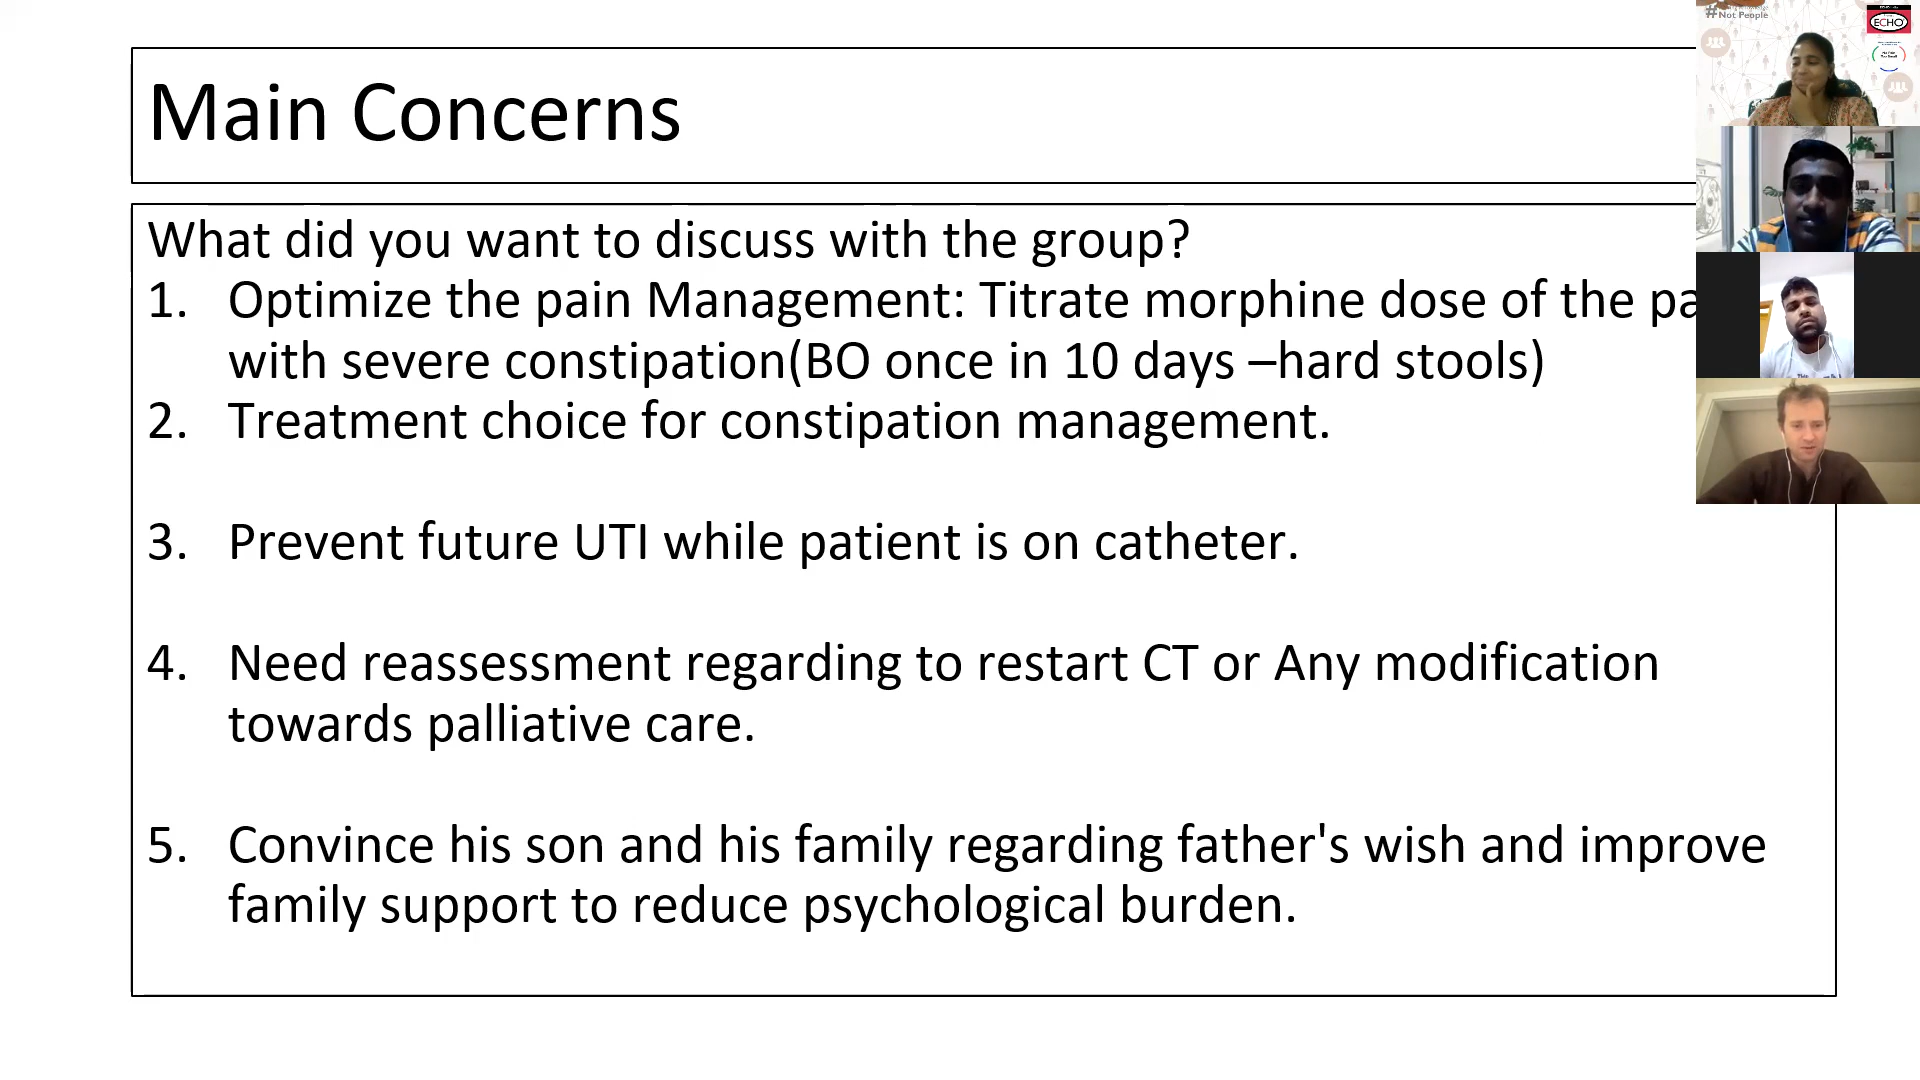 Main Concerns
What did you want to discuss with the group?
1. Optimize the pain Management: Titrate morphine dose of the
with severe constipation(BO once in 10 days –hard stools)
2. Treatment choice for constipation management.
3. Prevent future UTI while patient is on catheter.
4. Need reassessment regarding to restart CT or Any modification
towards palliative care.
5. Convince his son and his family regarding father's wish and improve
family support to reduce psychological burden.
Not People
ECHO